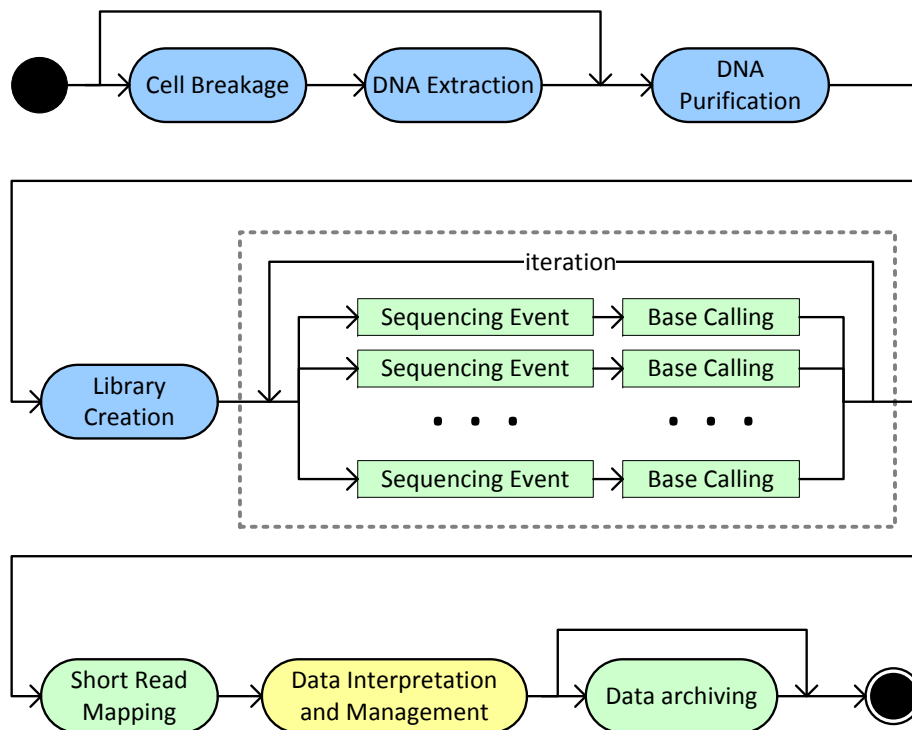 Cell Breakage
DNA Extraction
DNA
Purification
iteration
Sequencing Event
Base Calling
Sequencing Event
Base Calling
Library
Creation
Sequencing Event
Base Calling
Short Read
Mapping
Data Interpretation
and Management
Data archiving